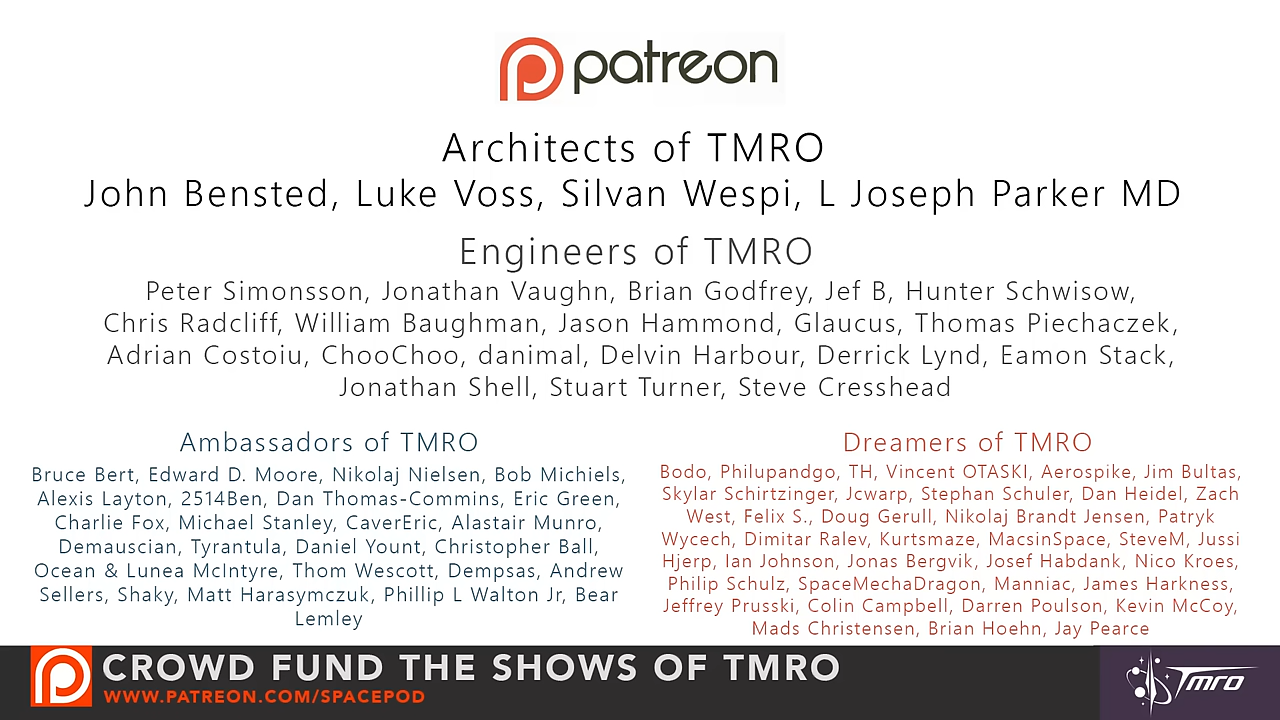 patreon
Architects of TMRO
John Bensted, Luke Voss, Silvan Wespi, L Joseph Parker MD
Engineers of TMRO
Peter Simonsson, Jonathan Vaughn, Brian Godfrey, Jef B, Hunter Schwisow,
Chris Radcliff, William Baughman, Jason Hammond, Glaucus, Thomas Piechaczek,
Adrian Costoiu, ChooChoo, danimal, Delvin Harbour, Derrick Lynd, Eamon Stack,
Jonathan Shell, Stuart Turner, Steve Cresshead
Ambassadors of TMRO
Bruce Bert, Edward D. Moore, Nikolaj Nielsen, Bob Michiels,
Alexis Layton, 2514Ben, Dan Thomas-Commins, Eric Green,
Charlie Fox, Michael Stanley, CaverEric, Alastair Munro,
Demauscian, Tyrantula, Daniel Yount, Christopher Ball,
Ocean & Lunea McIntyre, Thom Wescott, Dempsas, Andrew
Sellers, Shaky, Matt Harasymczuk, Phillip L Walton Jr, Bear
Lemley
Dreamers of TMRO
Bodo, Philupandgo, TH, Vincent OTASKI, Aerospike, Jim Bultas,
Skylar Schirtzinger, Jcwarp, Stephan Schuler, Dan Heidel, Zach
West, Felix S., Doug Gerull, Nikolaj Brandt Jensen, Patryk
Wycech, Dimitar Ralev, Kurtsmaze, MacsinSpace, SteveM, Jussi
Hjerp, Ian Johnson, Jonas Bergvik, Josef Habdank, Nico Kroes,
Philip Schulz, SpaceMechaDragon, Manniac, James Harkness,
Jeffrey Prusski, Colin Campbell, Darren Poulson, Kevin McCoy,
Mads Christensen, Brian Hoehn, Jay Pearce
CROWD FUND THE SHOWS OF TMRO
WWW.PATREON.COM/SPACEPOD
Tmro